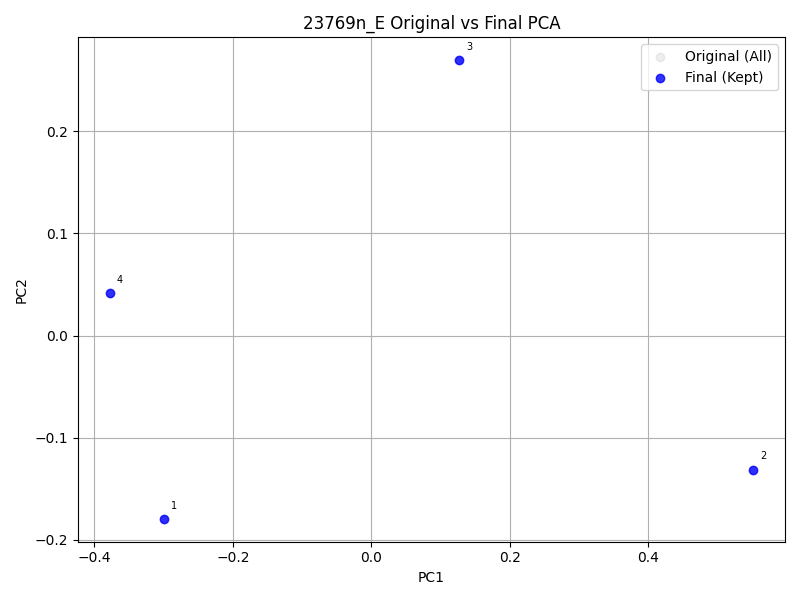 23769n_E Original vs Final PCA
Original (All)
Final (Kept)
3
4
2
1
PC2
0.2
0.1
0.0
−0.1
−0.2
−0.4
−0.2
0.0
0.2
0.4
PC1